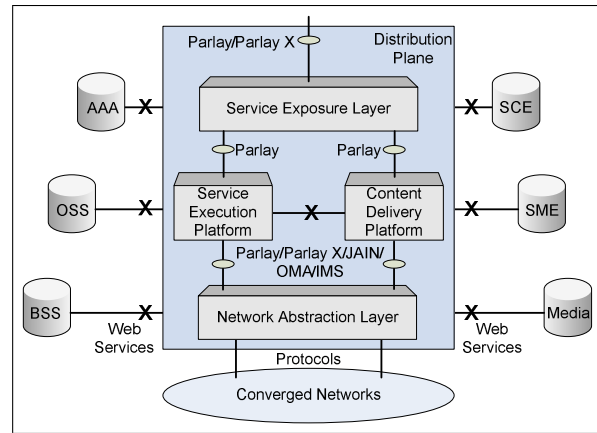 Parlay/Parlay X
Distribution
Plane
AAA
X
Service Exposure Layer
X
SCE
Parlay
Parlay
OSS
X
Service
Execution
Platform
X
Content
Delivery
Platform
X
SME
Parlay/Parlay X/JAIN/
OMA/IMS
BSS
X
Network Abstraction Layer
X
Media
Web
Services
Web
Services
Protocols
Converged Networks